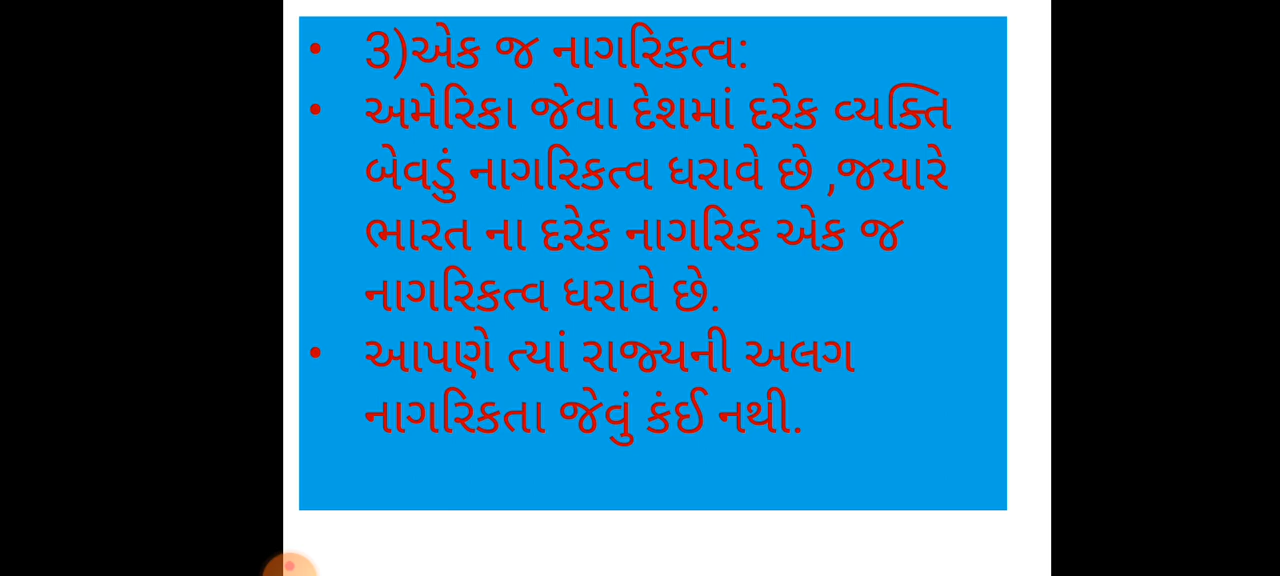 • 3)એક જ નાગરિકત્વ:
• અમેરિકા જેવા દેશમાં દરેક વ્યક્તિ
બેવડું નાગરિકત્વ ધરાવે છે ,જયારે
ભારત ના દરેક નાગરિક એક જ
નાગરિકત્વ ધરાવે છે.
• આપણે ત્યાં રાજ્યની અલગ
નાગરિકતા જેવું કંઈ નથી.